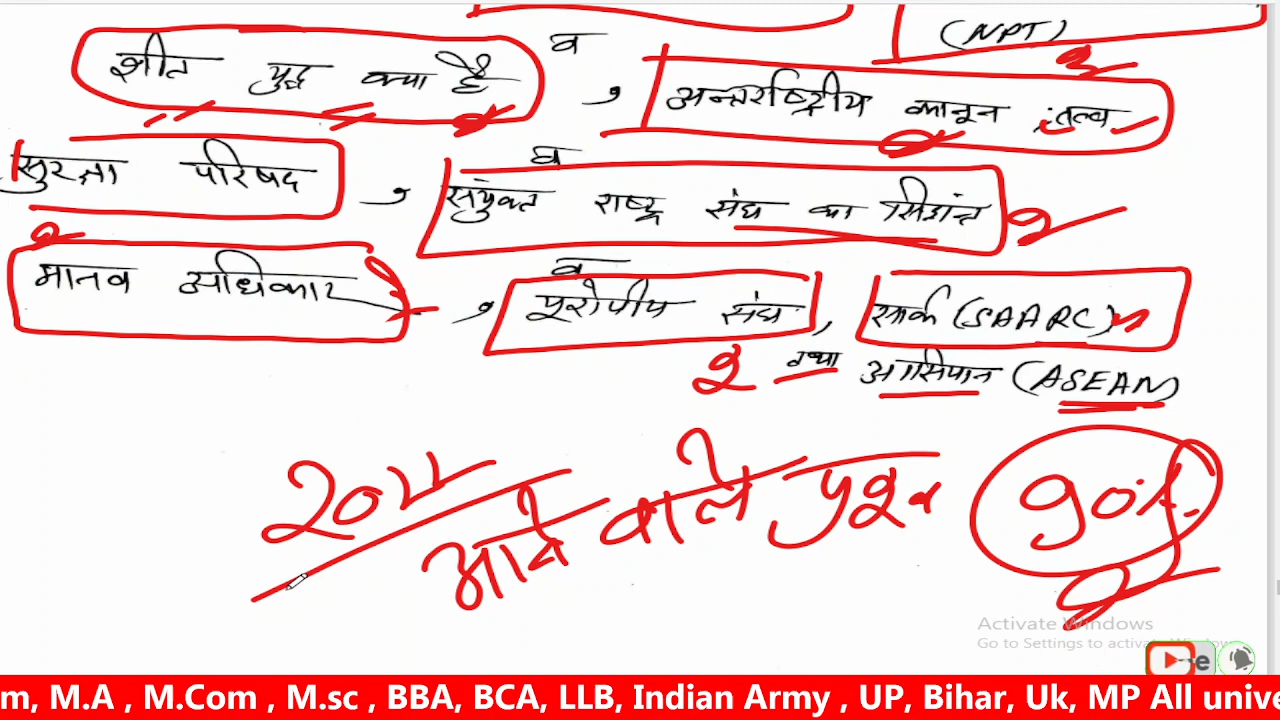 (NPT)
शीत युद्ध क्या है व , अन्तर्राष्ट्रीय कानून : तत्व
सुरक्षा परिषद , घ संयुक्त राष्ट्र संघ का सिद्धांत
मानव अधिकार , व यूरोपीय संघ , सार्क (SAARC)
तथा आसियान (ASEAN)
2022 आने वाले प्रश्न 90%
Activate Windows
Go to Settings to activate Windows.
m, M.A , M.Com , M.sc , BBA, BCA, LLB, Indian Army , UP, Bihar, Uk, MP All unive